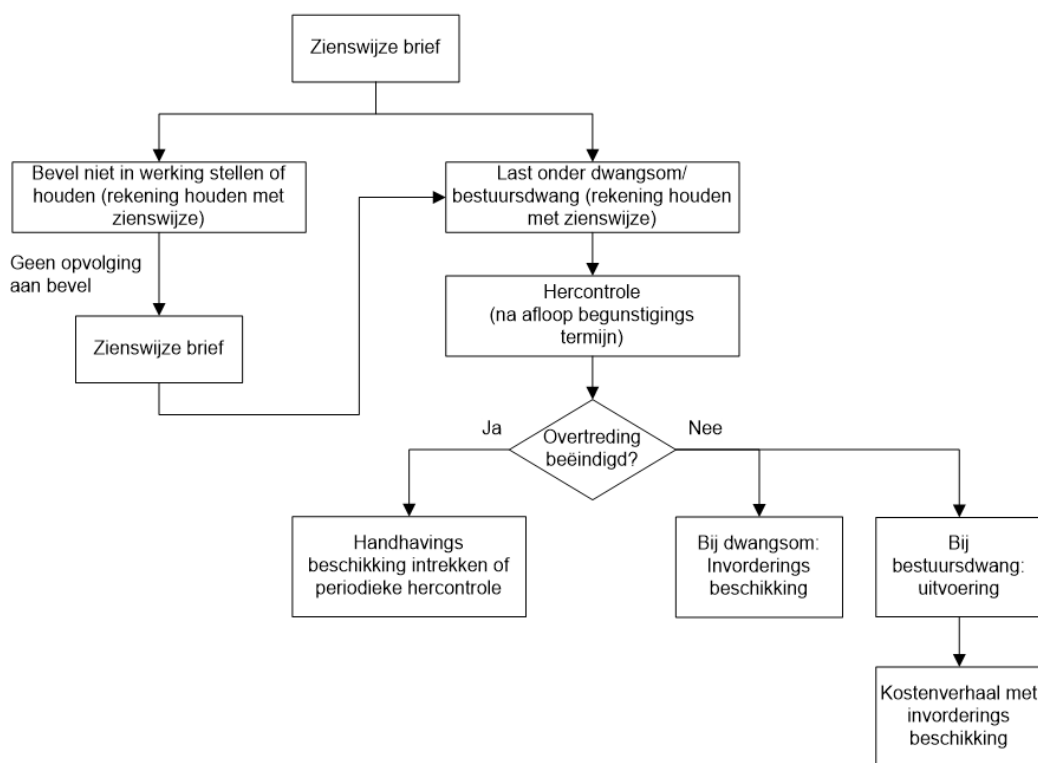 Zienswijze brief
Bevel niet in werking stellen of
houden (rekening houden met
zienswijze)
Last onder dwangsom/
bestuursdwang (rekening houden
met zienswijze)
Geen opvolging
aan bevel
Hercontrole
(na afloop begunstigings
termijn)
Zienswijze brief
Ja
Overtreding
beëindigd?
Nee
Handhavings
beschikking intrekken of
periodieke hercontrole
Bij dwangsom:
Invorderings
beschikking
Bij
bestuursdwang:
uitvoering
Kostenverhaal met
invorderings
beschikking